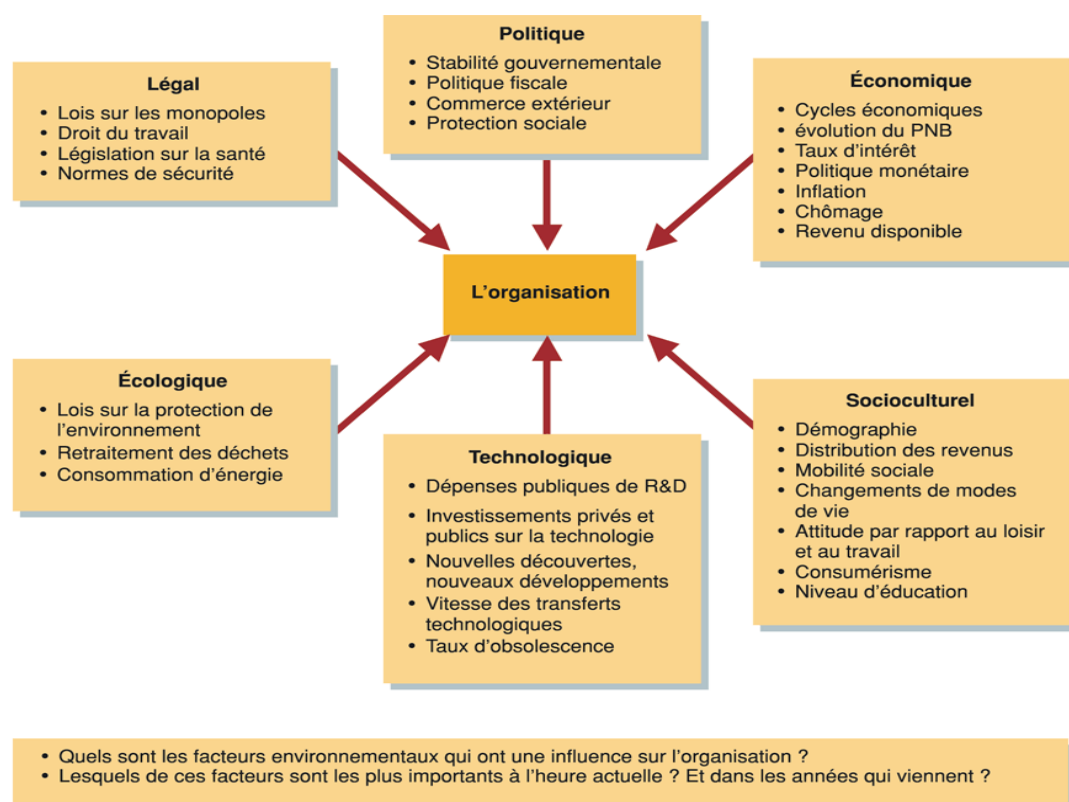 Politique
• Stabilité gouvernementale
• Politique fiscale
• Commerce extérieur
• Protection sociale
Légal
• Lois sur les monopoles
• Droit du travail
• Législation sur la santé
• Normes de sécurité
Économique
• Cycles économiques
• évolution du PNB
• Taux d'intérêt
• Politique monétaire
• Inflation
• Chômage
• Revenu disponible
L'organisation
Écologique
• Lois sur la protection de
l'environnement
• Retraitement des déchets
• Consommation d'énergie
Technologique
• Dépenses publiques de R&D
• Investissements privés et
publics sur la technologie
• Nouvelles découvertes,
nouveaux développements
• Vitesse des transferts
technologiques
• Taux d'obsolescence
Socioculturel
• Démographie
• Distribution des revenus
• Mobilité sociale
• Changements de modes
de vie
• Attitude par rapport au loisir
et au travail
• Consumérisme
• Niveau d'éducation
• Quels sont les facteurs environnementaux qui ont une influence sur l'organisation ?
• Lesquels de ces facteurs sont les plus importants à l'heure actuelle ? Et dans les années qui viennent ?